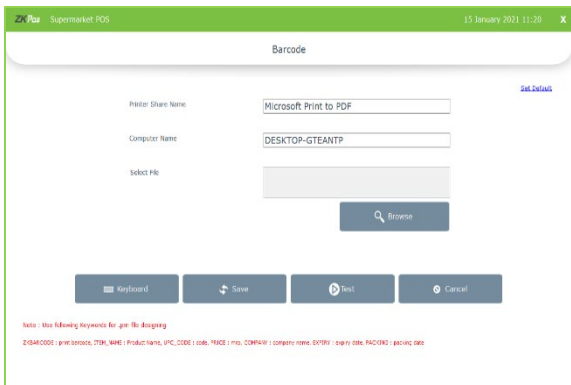 ZKPos Supermarket POS 15 January 2021 11:20 X
Barcode
Set Default
Printer Share Name Microsoft Print to PDF
Computer Name DESKTOP-GTEANTP
Select File
Browse
Keyboard Save Test Cancel
Note : Use following Keywords for .prn file designing
ZKBARCODE : print barcode, ITEM_NAME : Product Name, UPC_CODE : code, PRICE : mrp, COMPANY : company name, EXPIRY : expiry date, PACKING : packing date